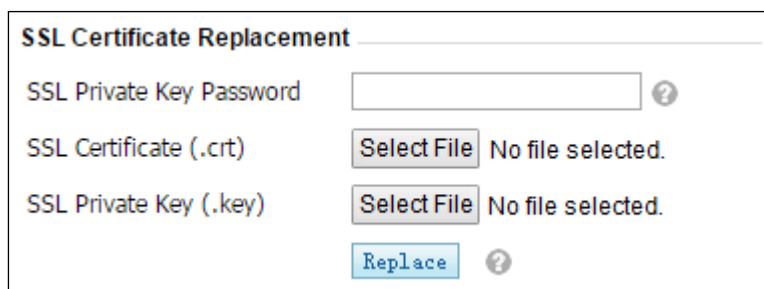 SSL Certificate Replacement
SSL Private Key Password ?
SSL Certificate (.crt) Select File No file selected.
SSL Private Key (.key) Select File No file selected.
Replace ?